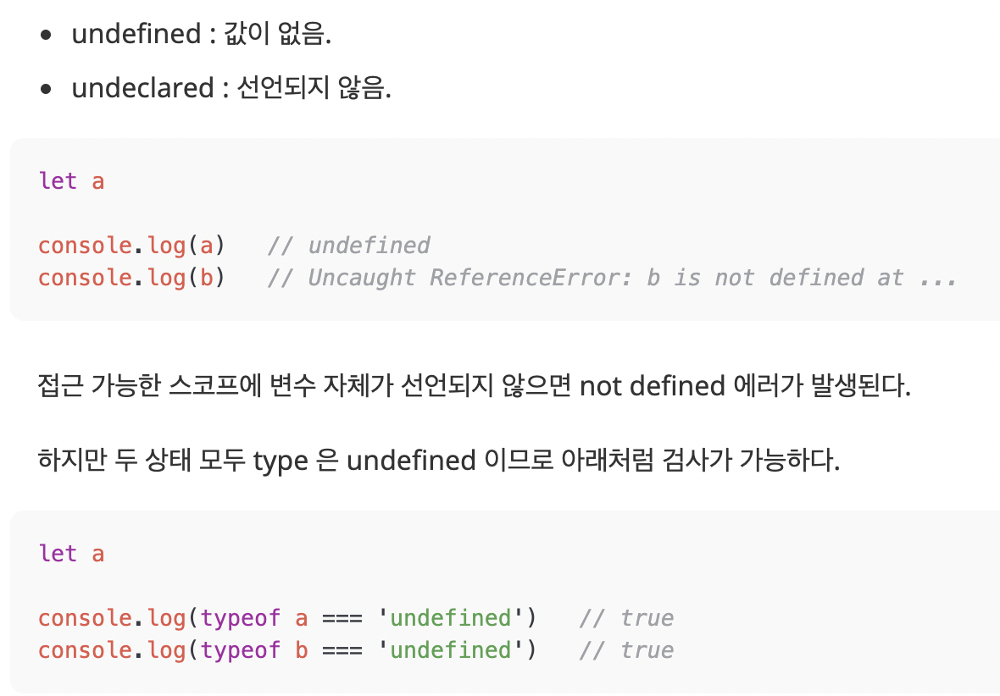 • undefined : 값이 없음.
• undeclared : 선언되지 않음.
let a
console.log(a)   // undefined
console.log(b)   // Uncaught ReferenceError: b is not defined at ...
접근 가능한 스코프에 변수 자체가 선언되지 않으면 not defined 에러가 발생된다.
하지만 두 상태 모두 type 은 undefined 이므로 아래처럼 검사가 가능하다.
let a
console.log(typeof a === 'undefined')   // true
console.log(typeof b === 'undefined')   // true